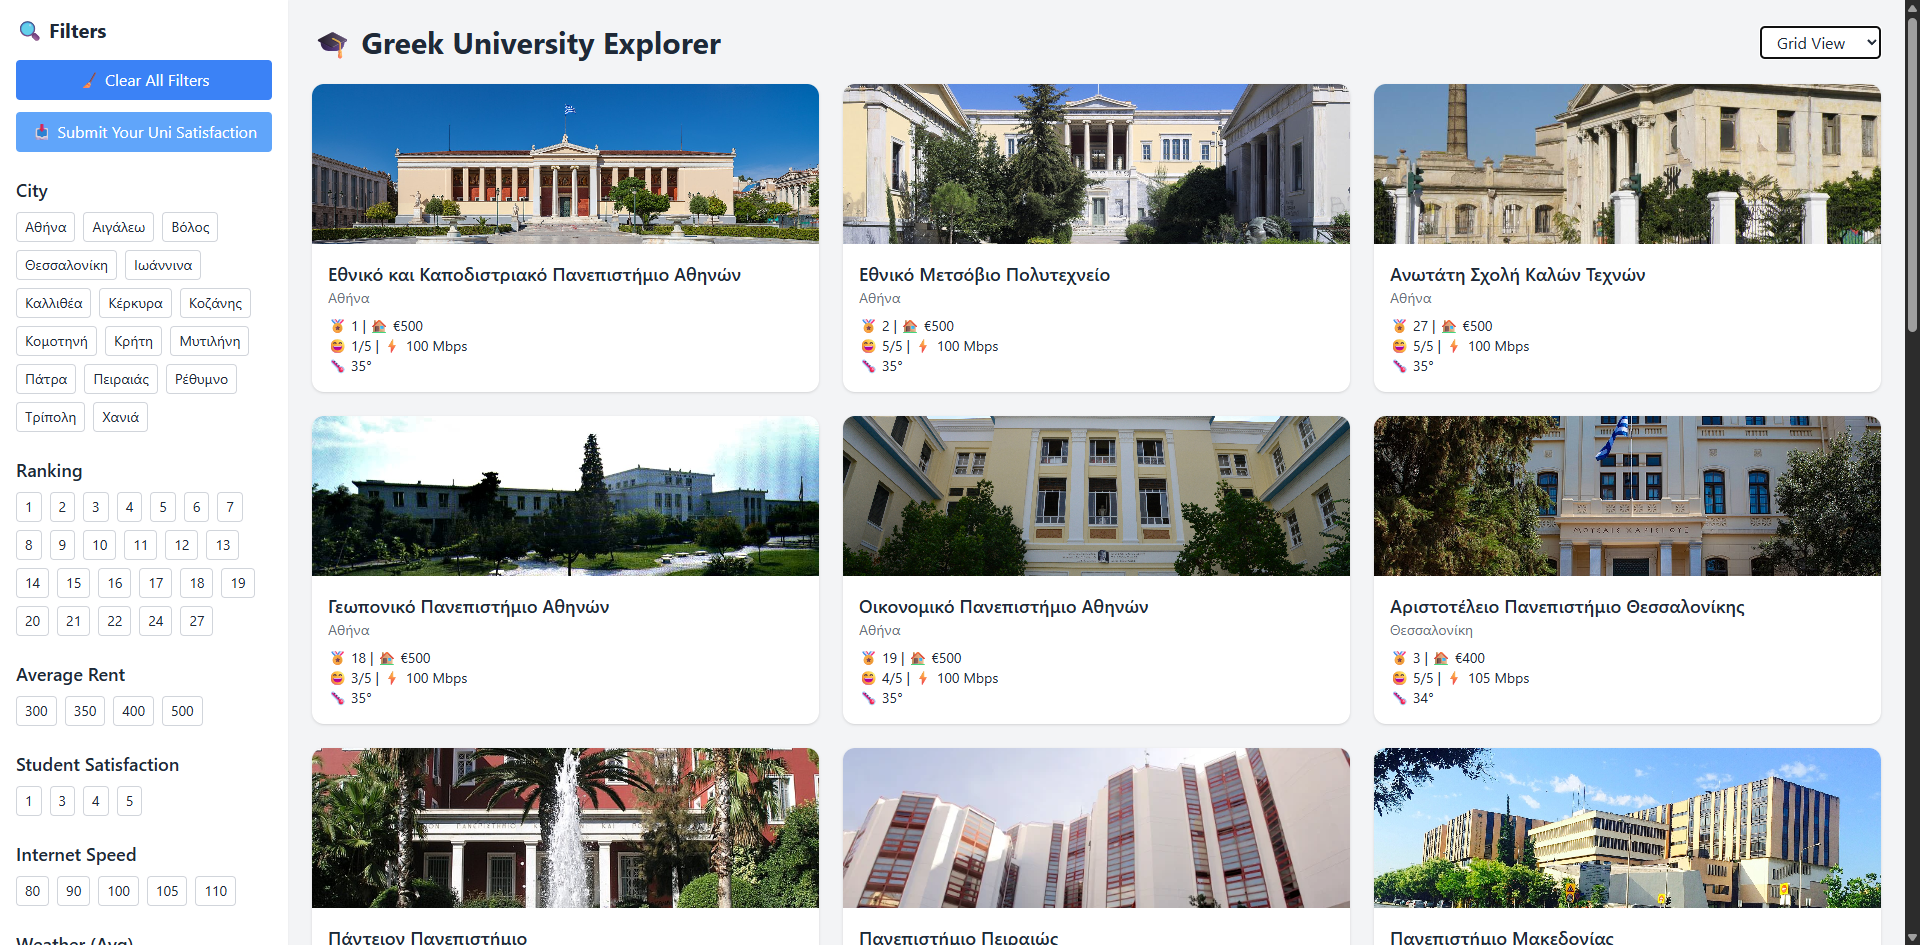 Filters
Clear All Filters
Submit Your Uni Satisfaction
City
Αθήνα Αιγάλεω Βόλος
Θεσσαλονίκη Ιωάννινα
Καλλιθέα Κέρκυρα Κοζάνης
Κομοτηνή Κρήτη Μυτιλήνη
Πάτρα Πειραιάς Ρέθυμνο
Τρίπολη Χανιά
Ranking
1 2 3 4 5 6 7
8 9 10 11 12 13
14 15 16 17 18 19
20 21 22 24 27
Average Rent
300 350 400 500
Student Satisfaction
1 3 4 5
Internet Speed
80 90 100 105 110
Weather (Avg)
Greek University Explorer
Grid View
Εθνικό και Καποδιστριακό Πανεπιστήμιο Αθηνών
Αθήνα
1 | €500
1/5 | 100 Mbps
35°
Εθνικό Μετσόβιο Πολυτεχνείο
Αθήνα
2 | €500
5/5 | 100 Mbps
35°
Ανωτάτη Σχολή Καλών Τεχνών
Αθήνα
27 | €500
5/5 | 100 Mbps
35°
Γεωπονικό Πανεπιστήμιο Αθηνών
Αθήνα
18 | €500
3/5 | 100 Mbps
35°
Οικονομικό Πανεπιστήμιο Αθηνών
Αθήνα
19 | €500
4/5 | 100 Mbps
35°
Αριστοτέλειο Πανεπιστήμιο Θεσσαλονίκης
Θεσσαλονίκη
3 | €400
5/5 | 105 Mbps
34°
Πάντειον Πανεπιστήμιο
Πανεπιστήμιο Πειραιώς
Πανεπιστήμιο Μακεδονίας